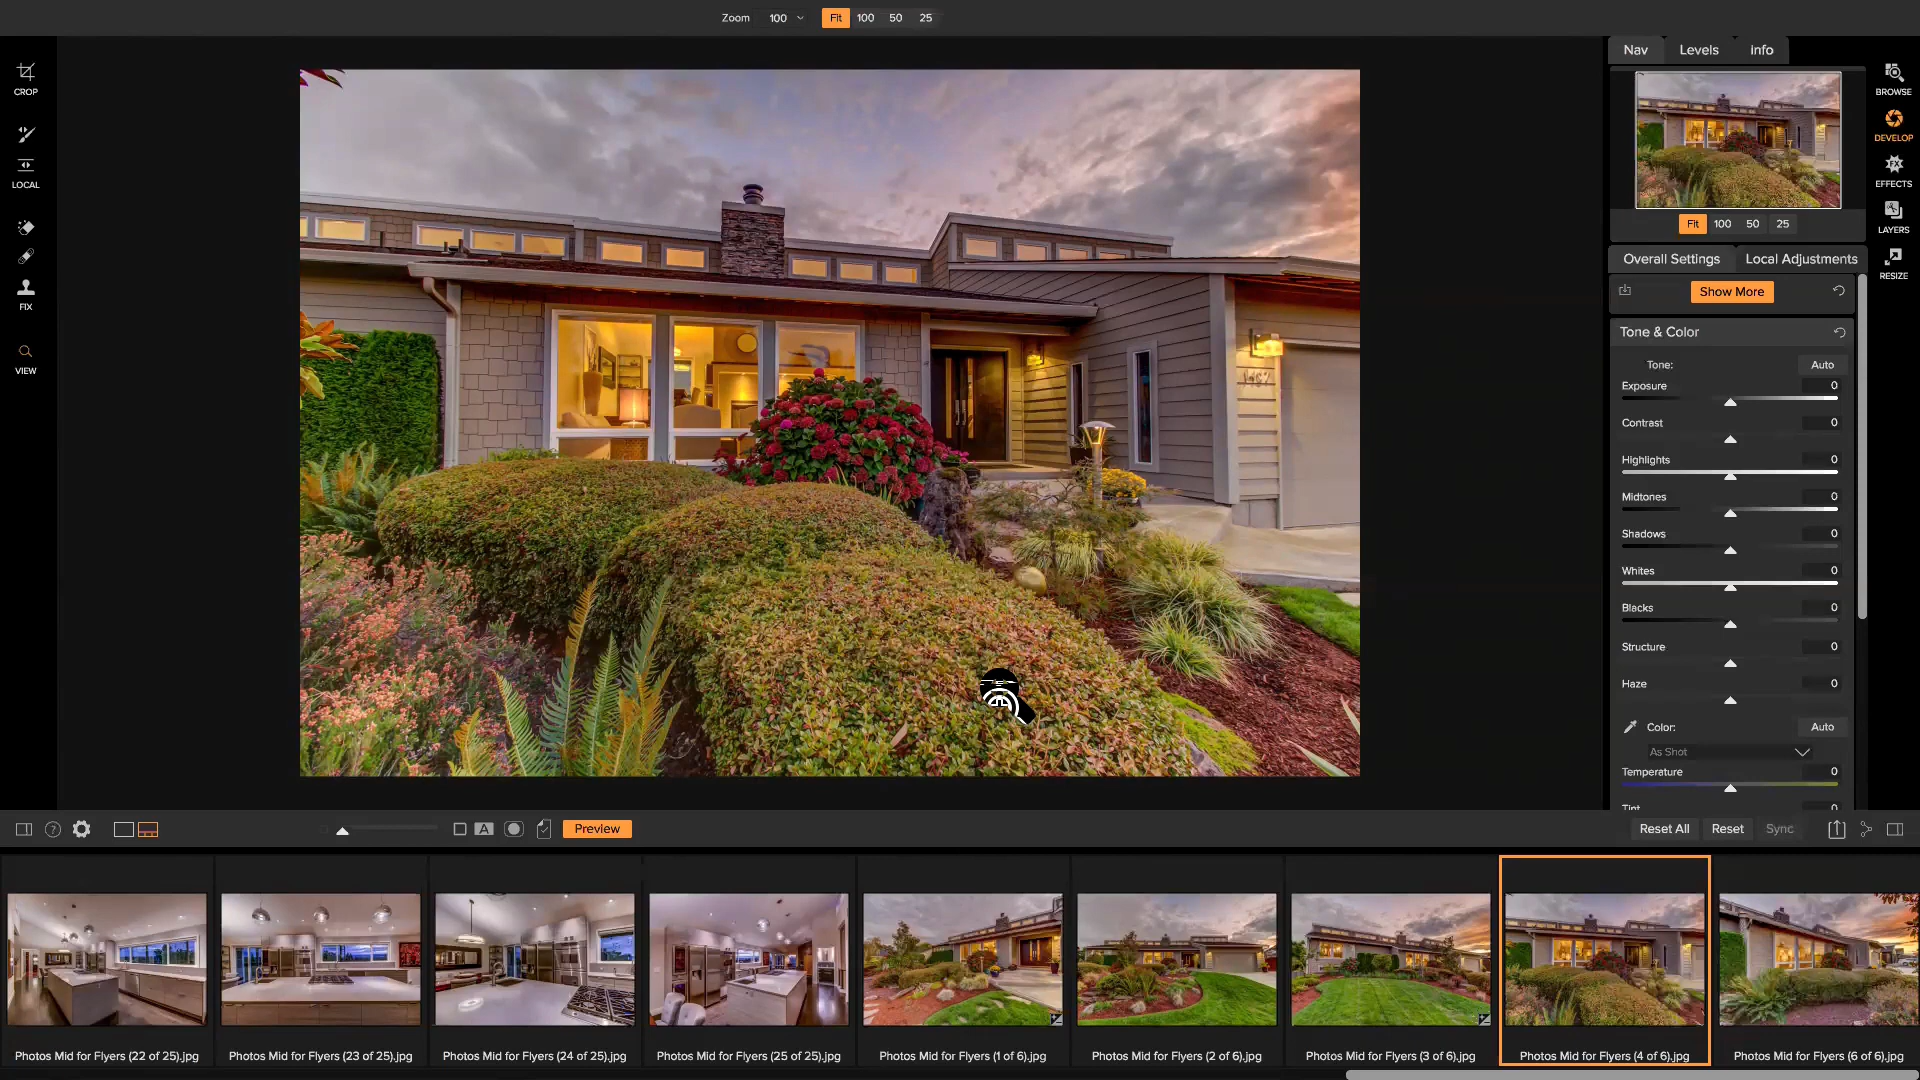 Zoom 100 Fit 100 50 25
CROP
LOCAL
FIX
VIEW
Nav Levels Info
Fit 100 50 25
BROWSE
DEVELOP
FX
EFFECTS
LAYERS
RESIZE
Overall Settings Local Adjustments
Show More
Tone & Color
Tone: Auto
Exposure 0
Contrast 0
Highlights 0
Midtones 0
Shadows 0
Whites 0
Blacks 0
Structure 0
Haze 0
Color: Auto
As Shot
Temperature 0
Tint 0
? A Preview Reset All Reset Sync
Photos Mid for Flyers (22 of 25).jpg
Photos Mid for Flyers (23 of 25).jpg
Photos Mid for Flyers (24 of 25).jpg
Photos Mid for Flyers (25 of 25).jpg
Photos Mid for Flyers (1 of 6).jpg
Photos Mid for Flyers (2 of 6).jpg
Photos Mid for Flyers (3 of 6).jpg
Photos Mid for Flyers (4 of 6).jpg
Photos Mid for Flyers (6 of 6).jpg